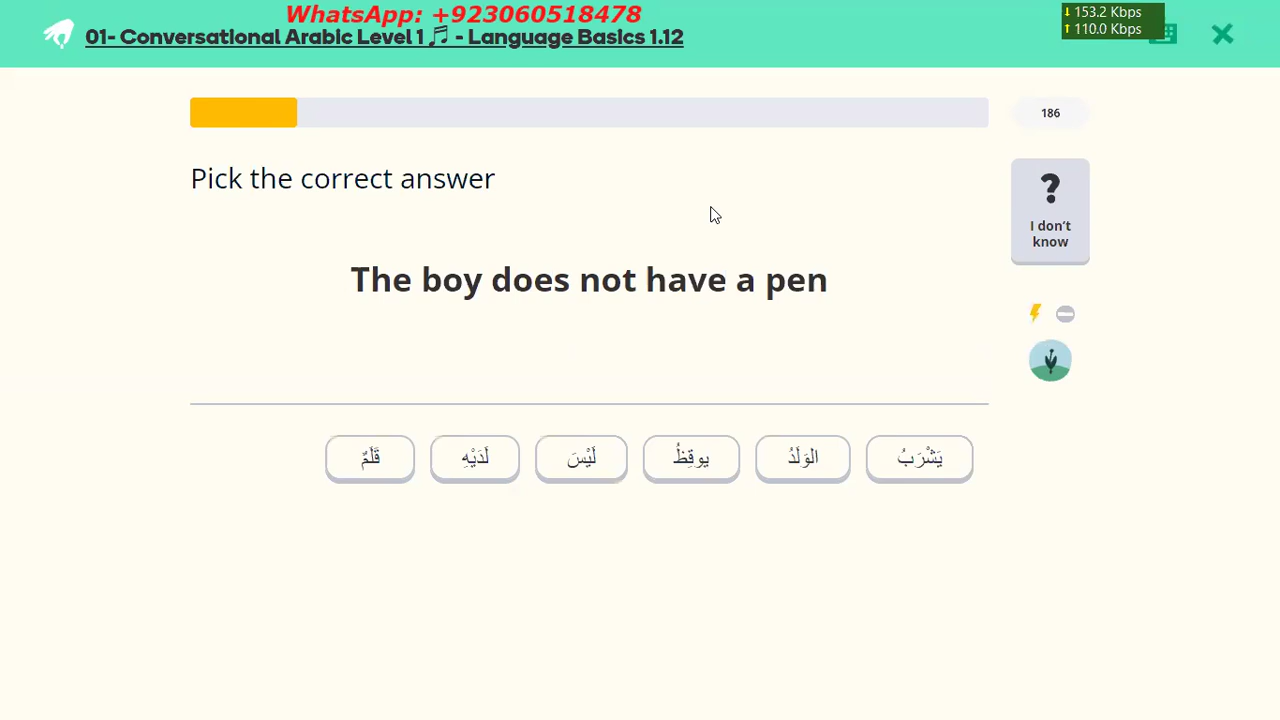 WhatsApp: +923060518478
01- Conversational Arabic Level 1 🎵 - Language Basics 1.12
↓ 153.2 Kbps
↑ 110.0 Kbps
186
Pick the correct answer
?
I don't
know
The boy does not have a pen
يَشْرَبُ الوَلَدُ يوقِظُ لَيْسَ لَدَيْهِ قَلَمٌ